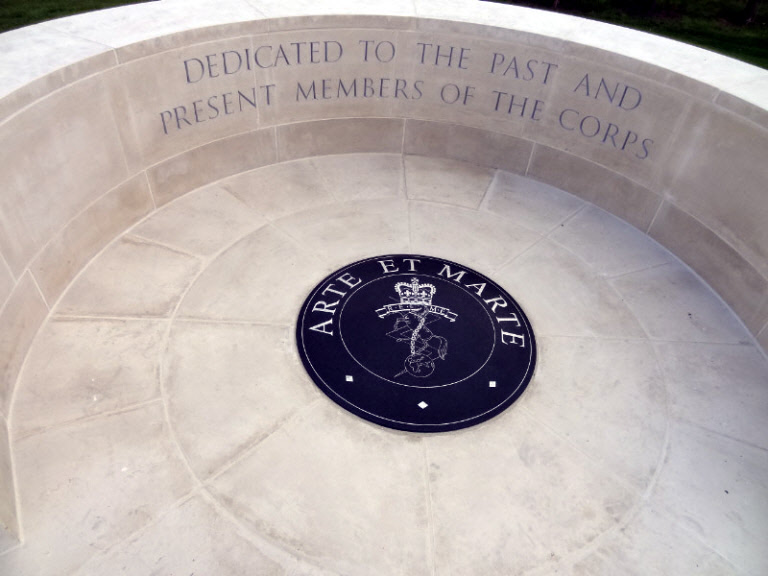 DEDICATED TO THE PAST AND
PRESENT MEMBERS OF THE CORPS
ARTE ET MARTE
R.E.M.E.